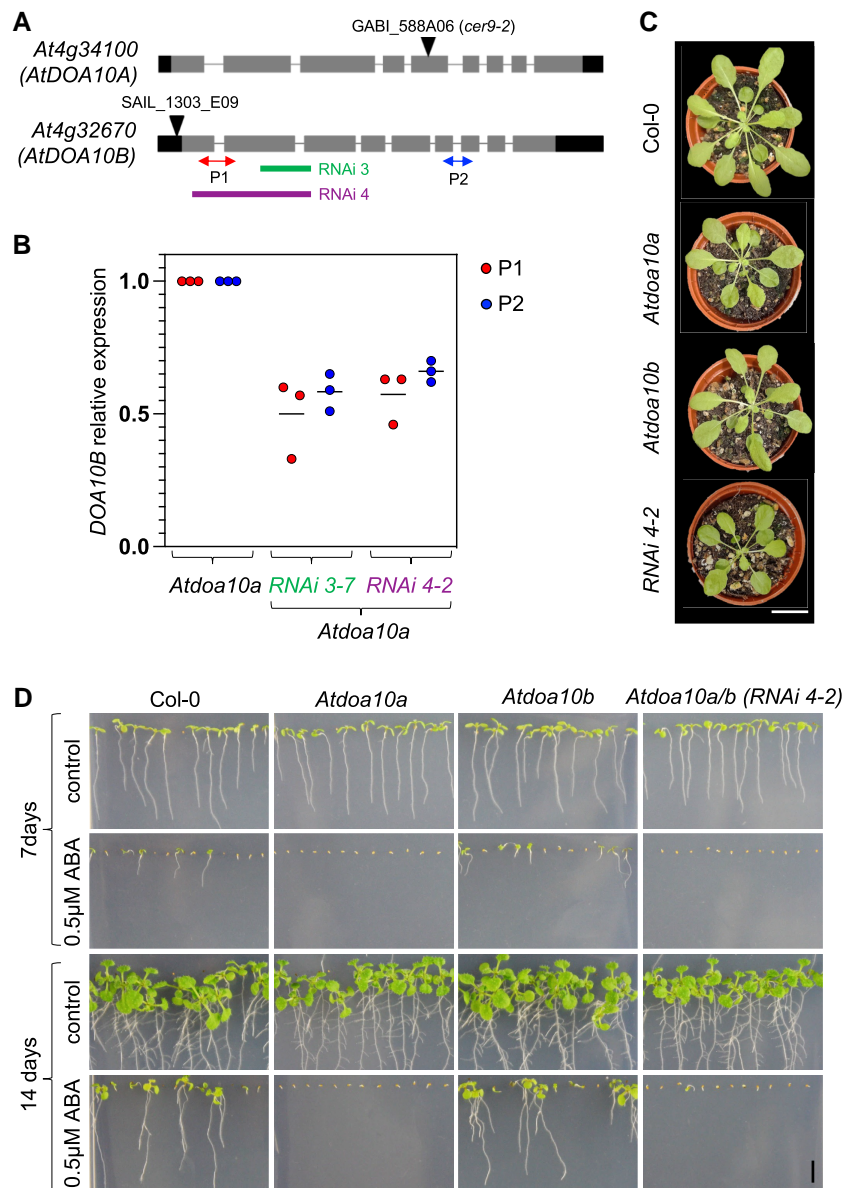 A
GABI_588A06 (cer9-2)
At4g34100
(AtDOA10A)
SAIL_1303_E09
At4g32670
(AtDOA10B)
P1
RNAi 3
P2
RNAi 4
B
DOA10B relative expression
1.0
0.5
0.0
P1
P2
Atdoa10a
RNAi 3-7
RNAi 4-2
Atdoa10a
C
Col-0
Atdoa10a
Atdoa10b
RNAi 4-2
D
Col-0
Atdoa10a
Atdoa10b
Atdoa10a/b (RNAi 4-2)
7days
control
0.5µM ABA
14 days
control
0.5µM ABA